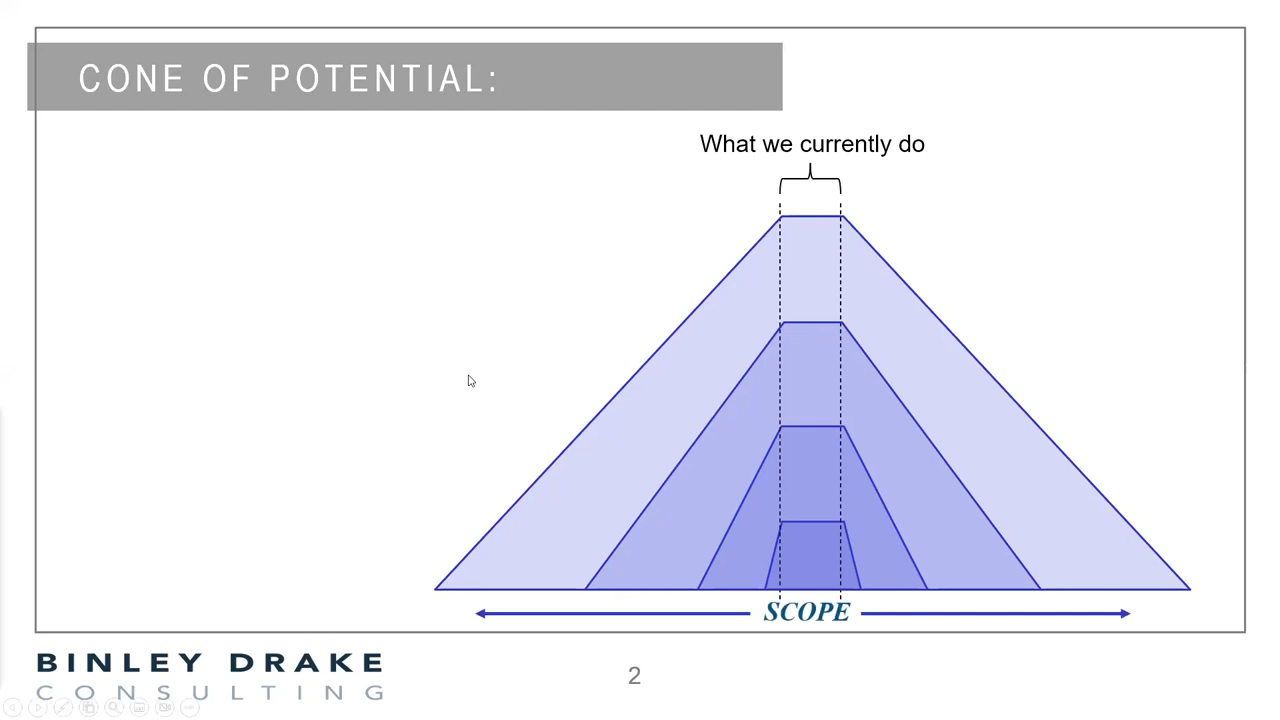 CONE OF POTENTIAL:
What we currently do
SCOPE
BINLEY DRAKE
CONSULTING
2